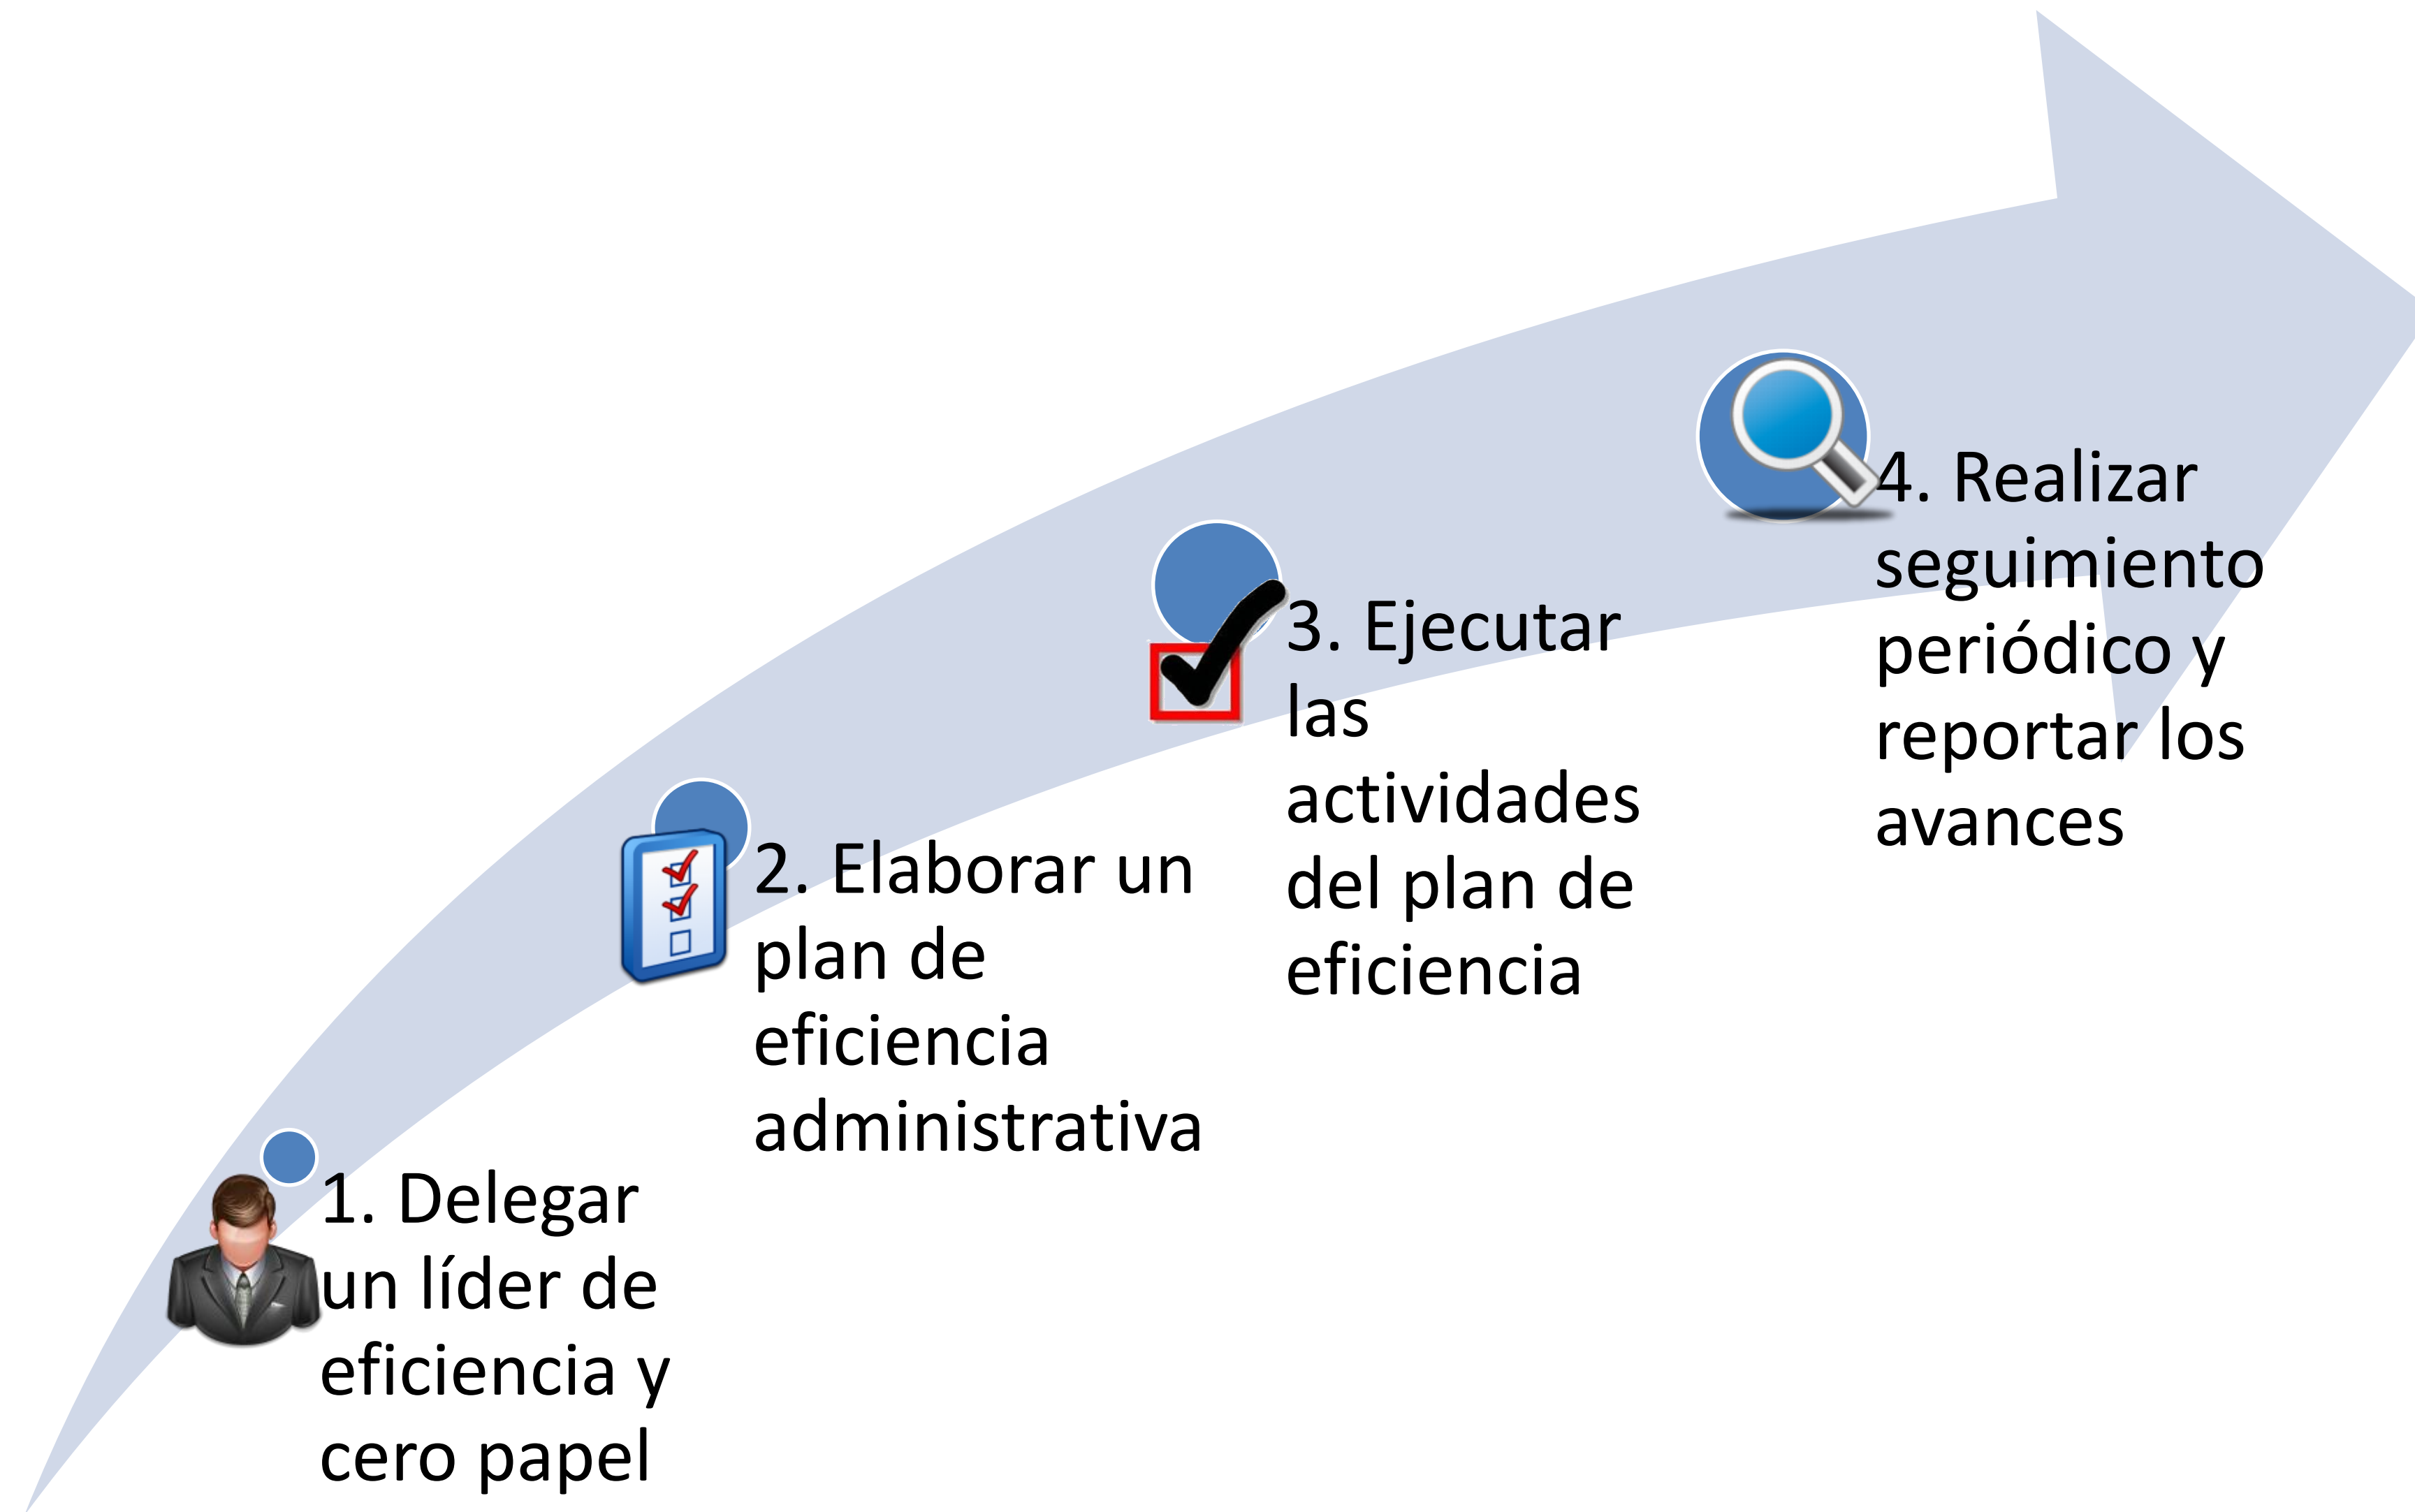 1. Delegar
un líder de
eficiencia y
cero papel
2. Elaborar un
plan de
eficiencia
administrativa
3. Ejecutar
las
actividades
del plan de
eficiencia
4. Realizar
seguimiento
periódico y
reportar los
avances